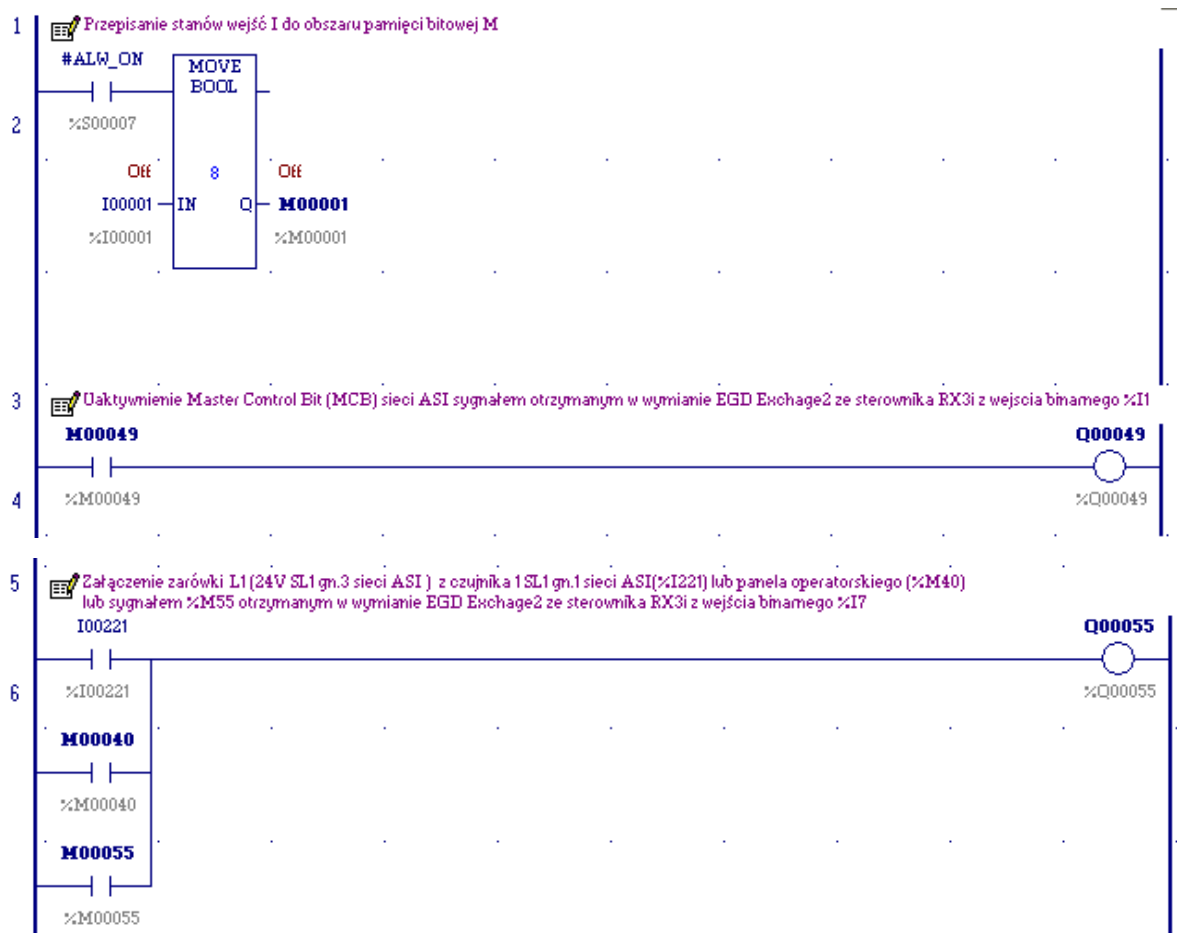 1 Przepisanie stanów wejść I do obszaru pamięci bitowej M
#ALW_ON
MOVE
BOOL
2 %S00007
Off 8 Off
I00001 IN Q M00001
%I00001 %M00001
3 Uaktywnienie Master Control Bit (MCB) sieci ASI sygnałem otrzymanym w wymianie EGD Exchage2 ze sterownika RX3i z wejscia binarnego %I1
M00049 Q00049
4 %M00049 %Q00049
5 Załączenie zarówki L1 (24V SL1 gn.3 sieci ASI ) z czujnika 1 SL1 gn.1 sieci ASI(%I221) lub panela operatorskiego (%M40)
lub sygnałem %M55 otrzymanym w wymianie EGD Exchage2 ze sterownika RX3i z wejścia binarnego %I7
I00221 Q00055
6 %I00221 %Q00055
M00040
%M00040
M00055
%M00055